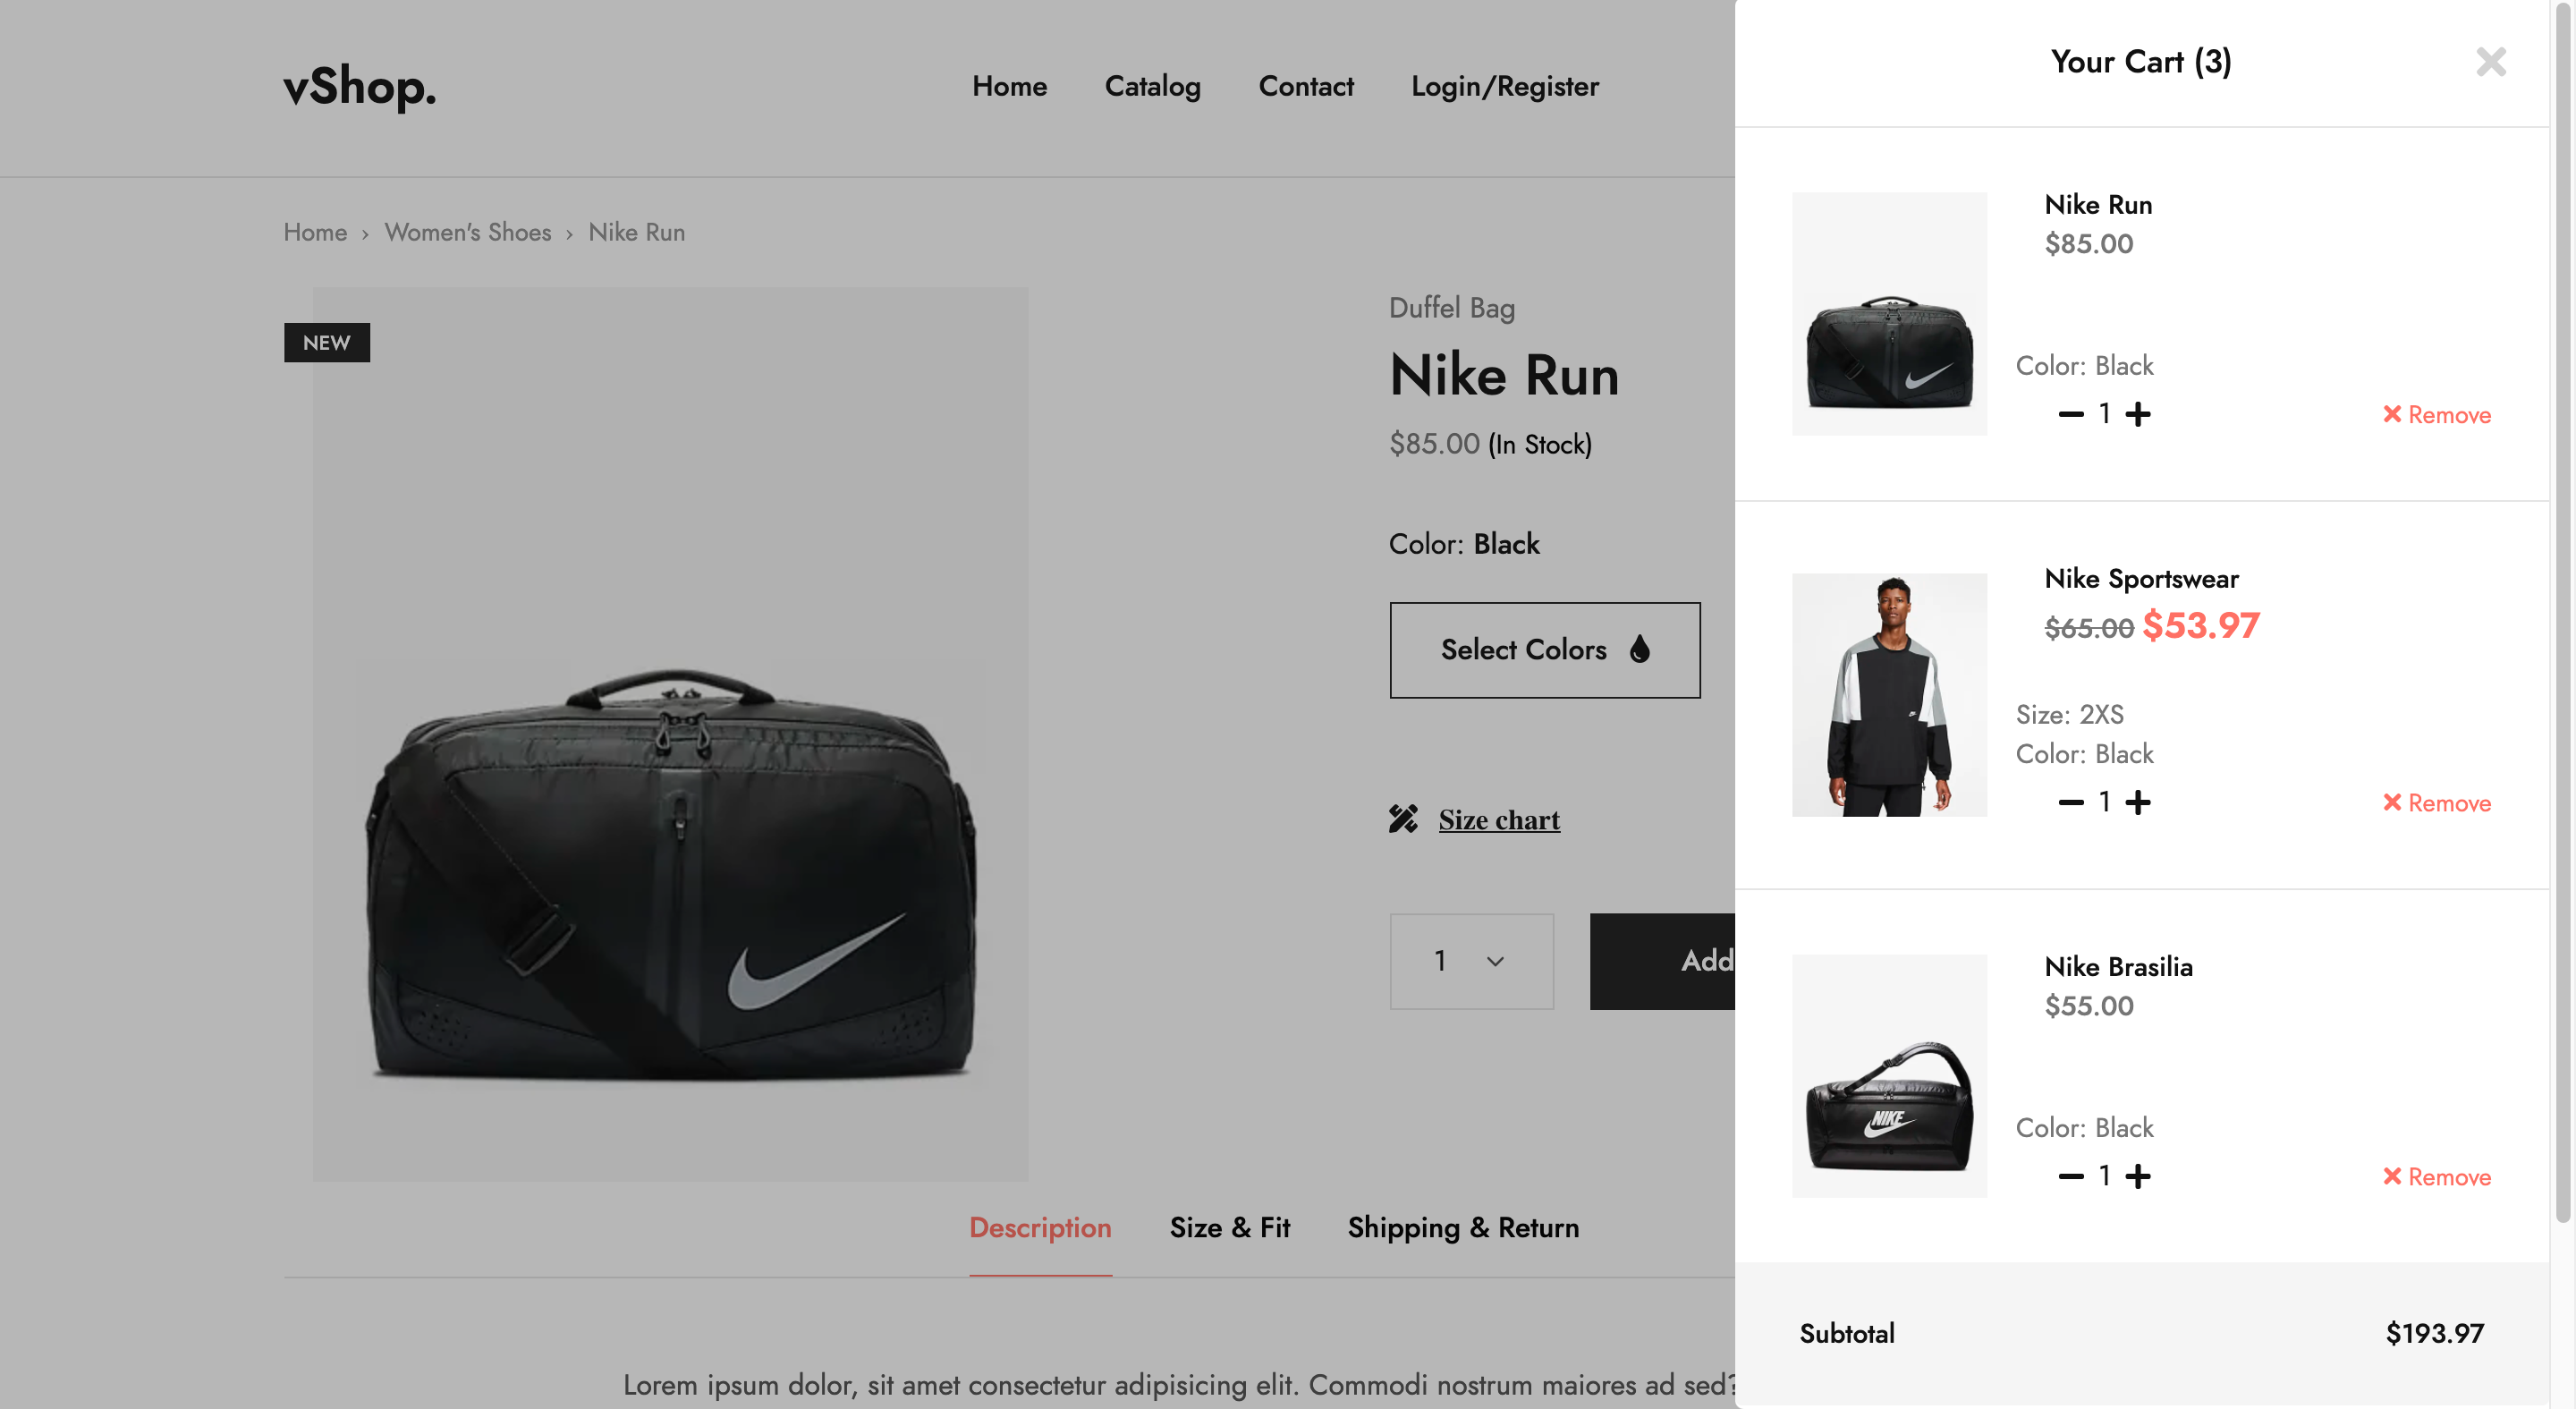 vShop.
Home Catalog Contact Login/Register
Home › Women's Shoes › Nike Run
NEW
Duffel Bag
Nike Run
$85.00 (In Stock)
Color: Black
Select Colors
Size chart
1
Add
Description Size & Fit Shipping & Return
Lorem ipsum dolor, sit amet consectetur adipisicing elit. Commodi nostrum maiores ad sed?
Your Cart (3)
Nike Run
$85.00
Color: Black
1
Remove
Nike Sportswear
$65.00 $53.97
Size: 2XS
Color: Black
1
Remove
Nike Brasilia
$55.00
NIKE
Color: Black
1
Remove
Subtotal $193.97